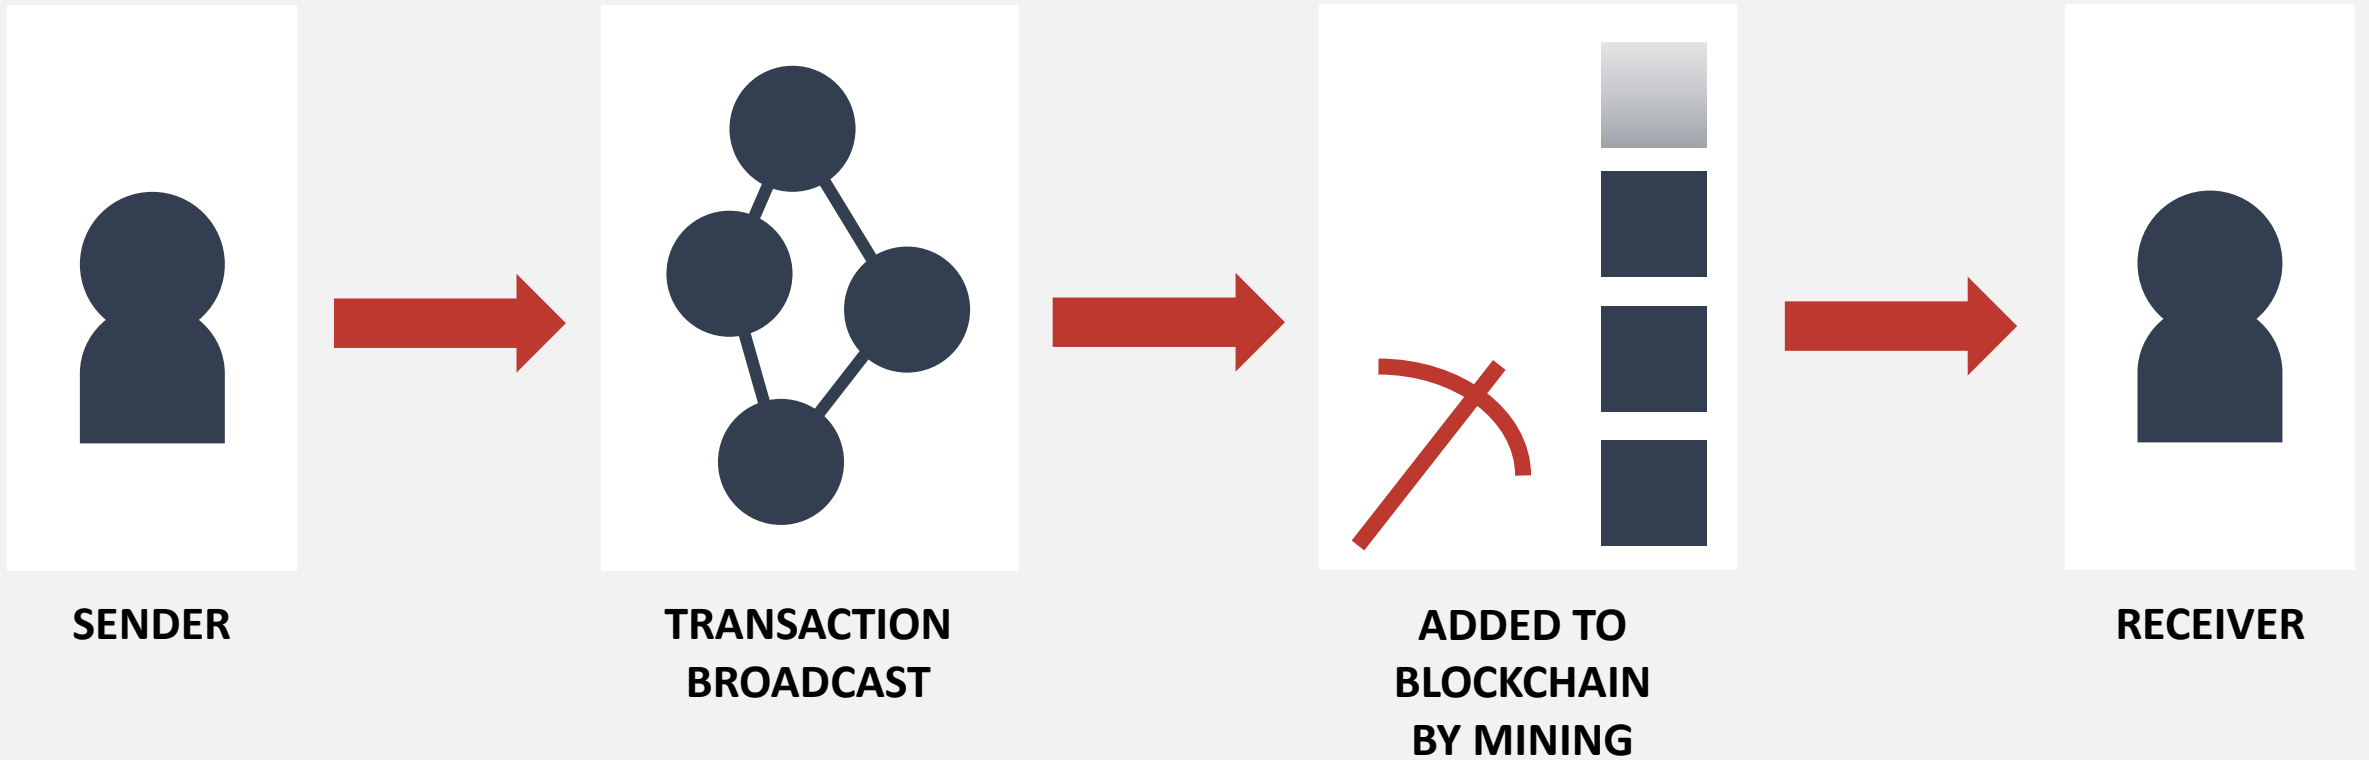 SENDER
TRANSACTION
BROADCAST
ADDED TO
BLOCKCHAIN
BY MINING
RECEIVER